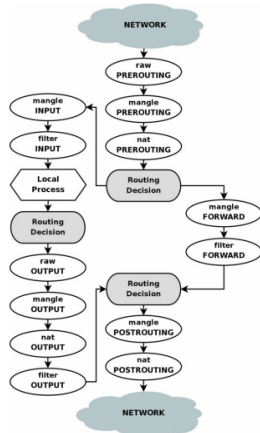 NETWORK
raw
PREROUTING
mangle
PREROUTING
nat
PREROUTING
Routing
Decision
mangle
INPUT
filter
INPUT
Local
Process
Routing
Decision
raw
OUTPUT
mangle
OUTPUT
nat
OUTPUT
filter
OUTPUT
mangle
FORWARD
filter
FORWARD
Routing
Decision
mangle
POSTROUTING
nat
POSTROUTING
NETWORK